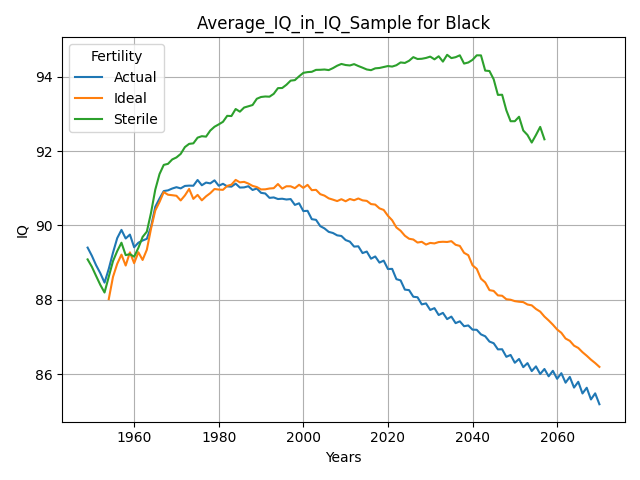 Average_IQ_in_IQ_Sample for Black
Fertility
Actual
Ideal
Sterile
94
92
90
88
86
IQ
1960
1980
2000
2020
2040
2060
Years